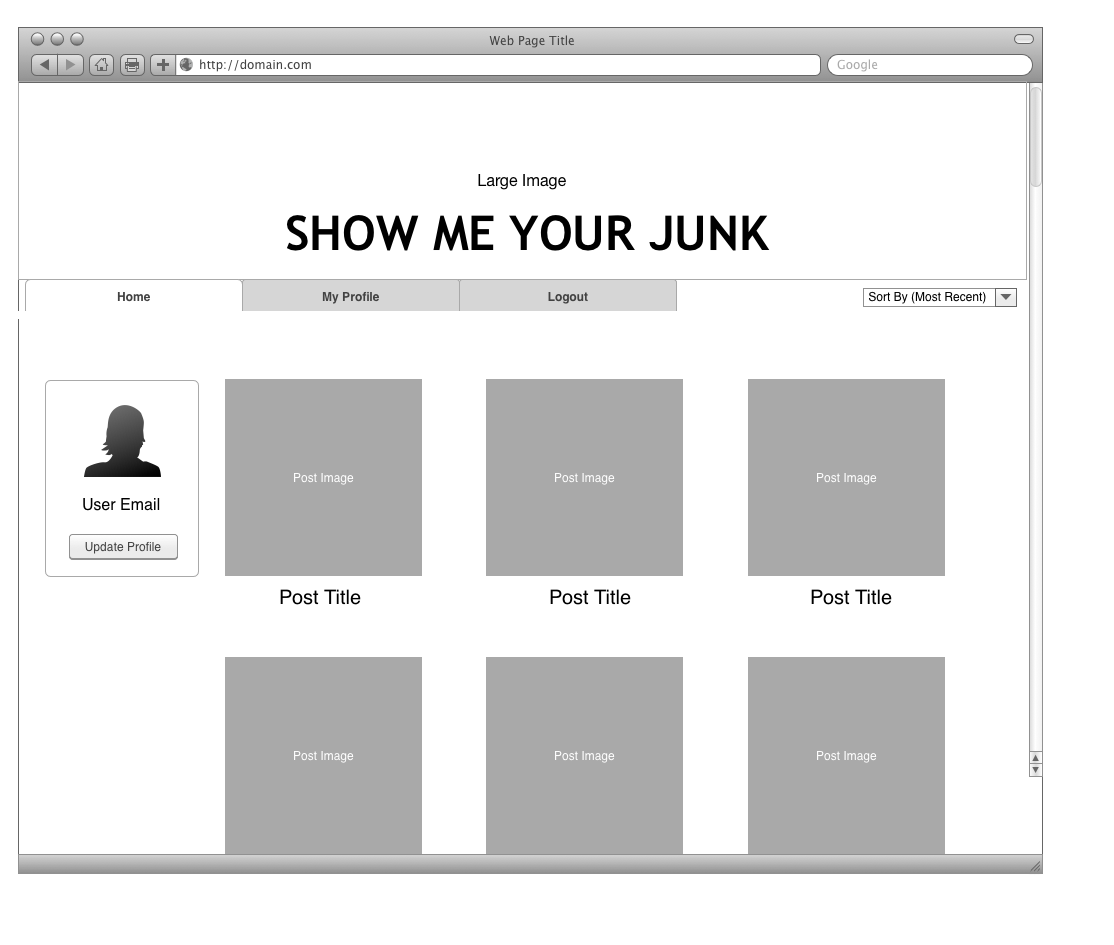 Web Page Title
http://domain.com
Google
Large Image
SHOW ME YOUR JUNK
Home
My Profile
Logout
Sort By (Most Recent)
User Email
Update Profile
Post Image
Post Image
Post Image
Post Title
Post Title
Post Title
Post Image
Post Image
Post Image